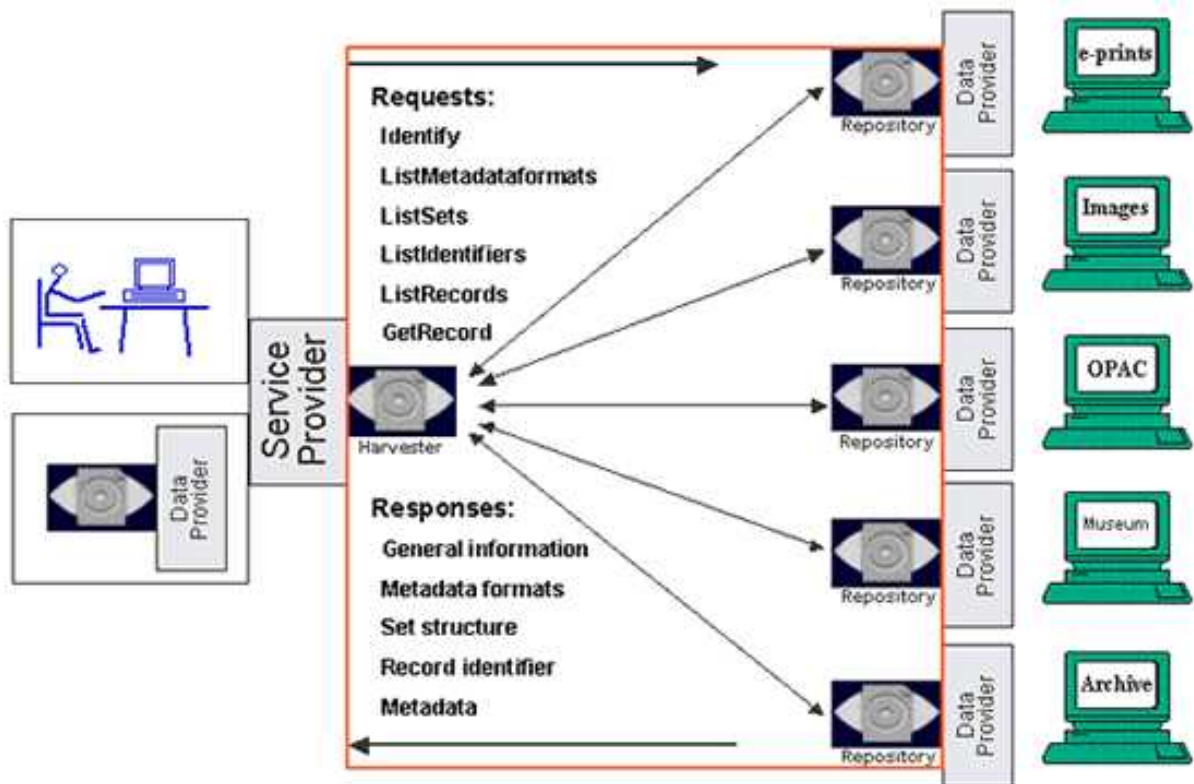 Service
Provider
Data
Provider
Requests:
Identify
ListMetadataformats
ListSets
ListIdentifiers
ListRecords
GetRecord
Harvester
Responses:
General information
Metadata formats
Set structure
Record identifier
Metadata
Repository
Data
Provider
e-prints
Repository
Data
Provider
Images
Repository
Data
Provider
OPAC
Repository
Data
Provider
Museum
Repository
Data
Provider
Archive